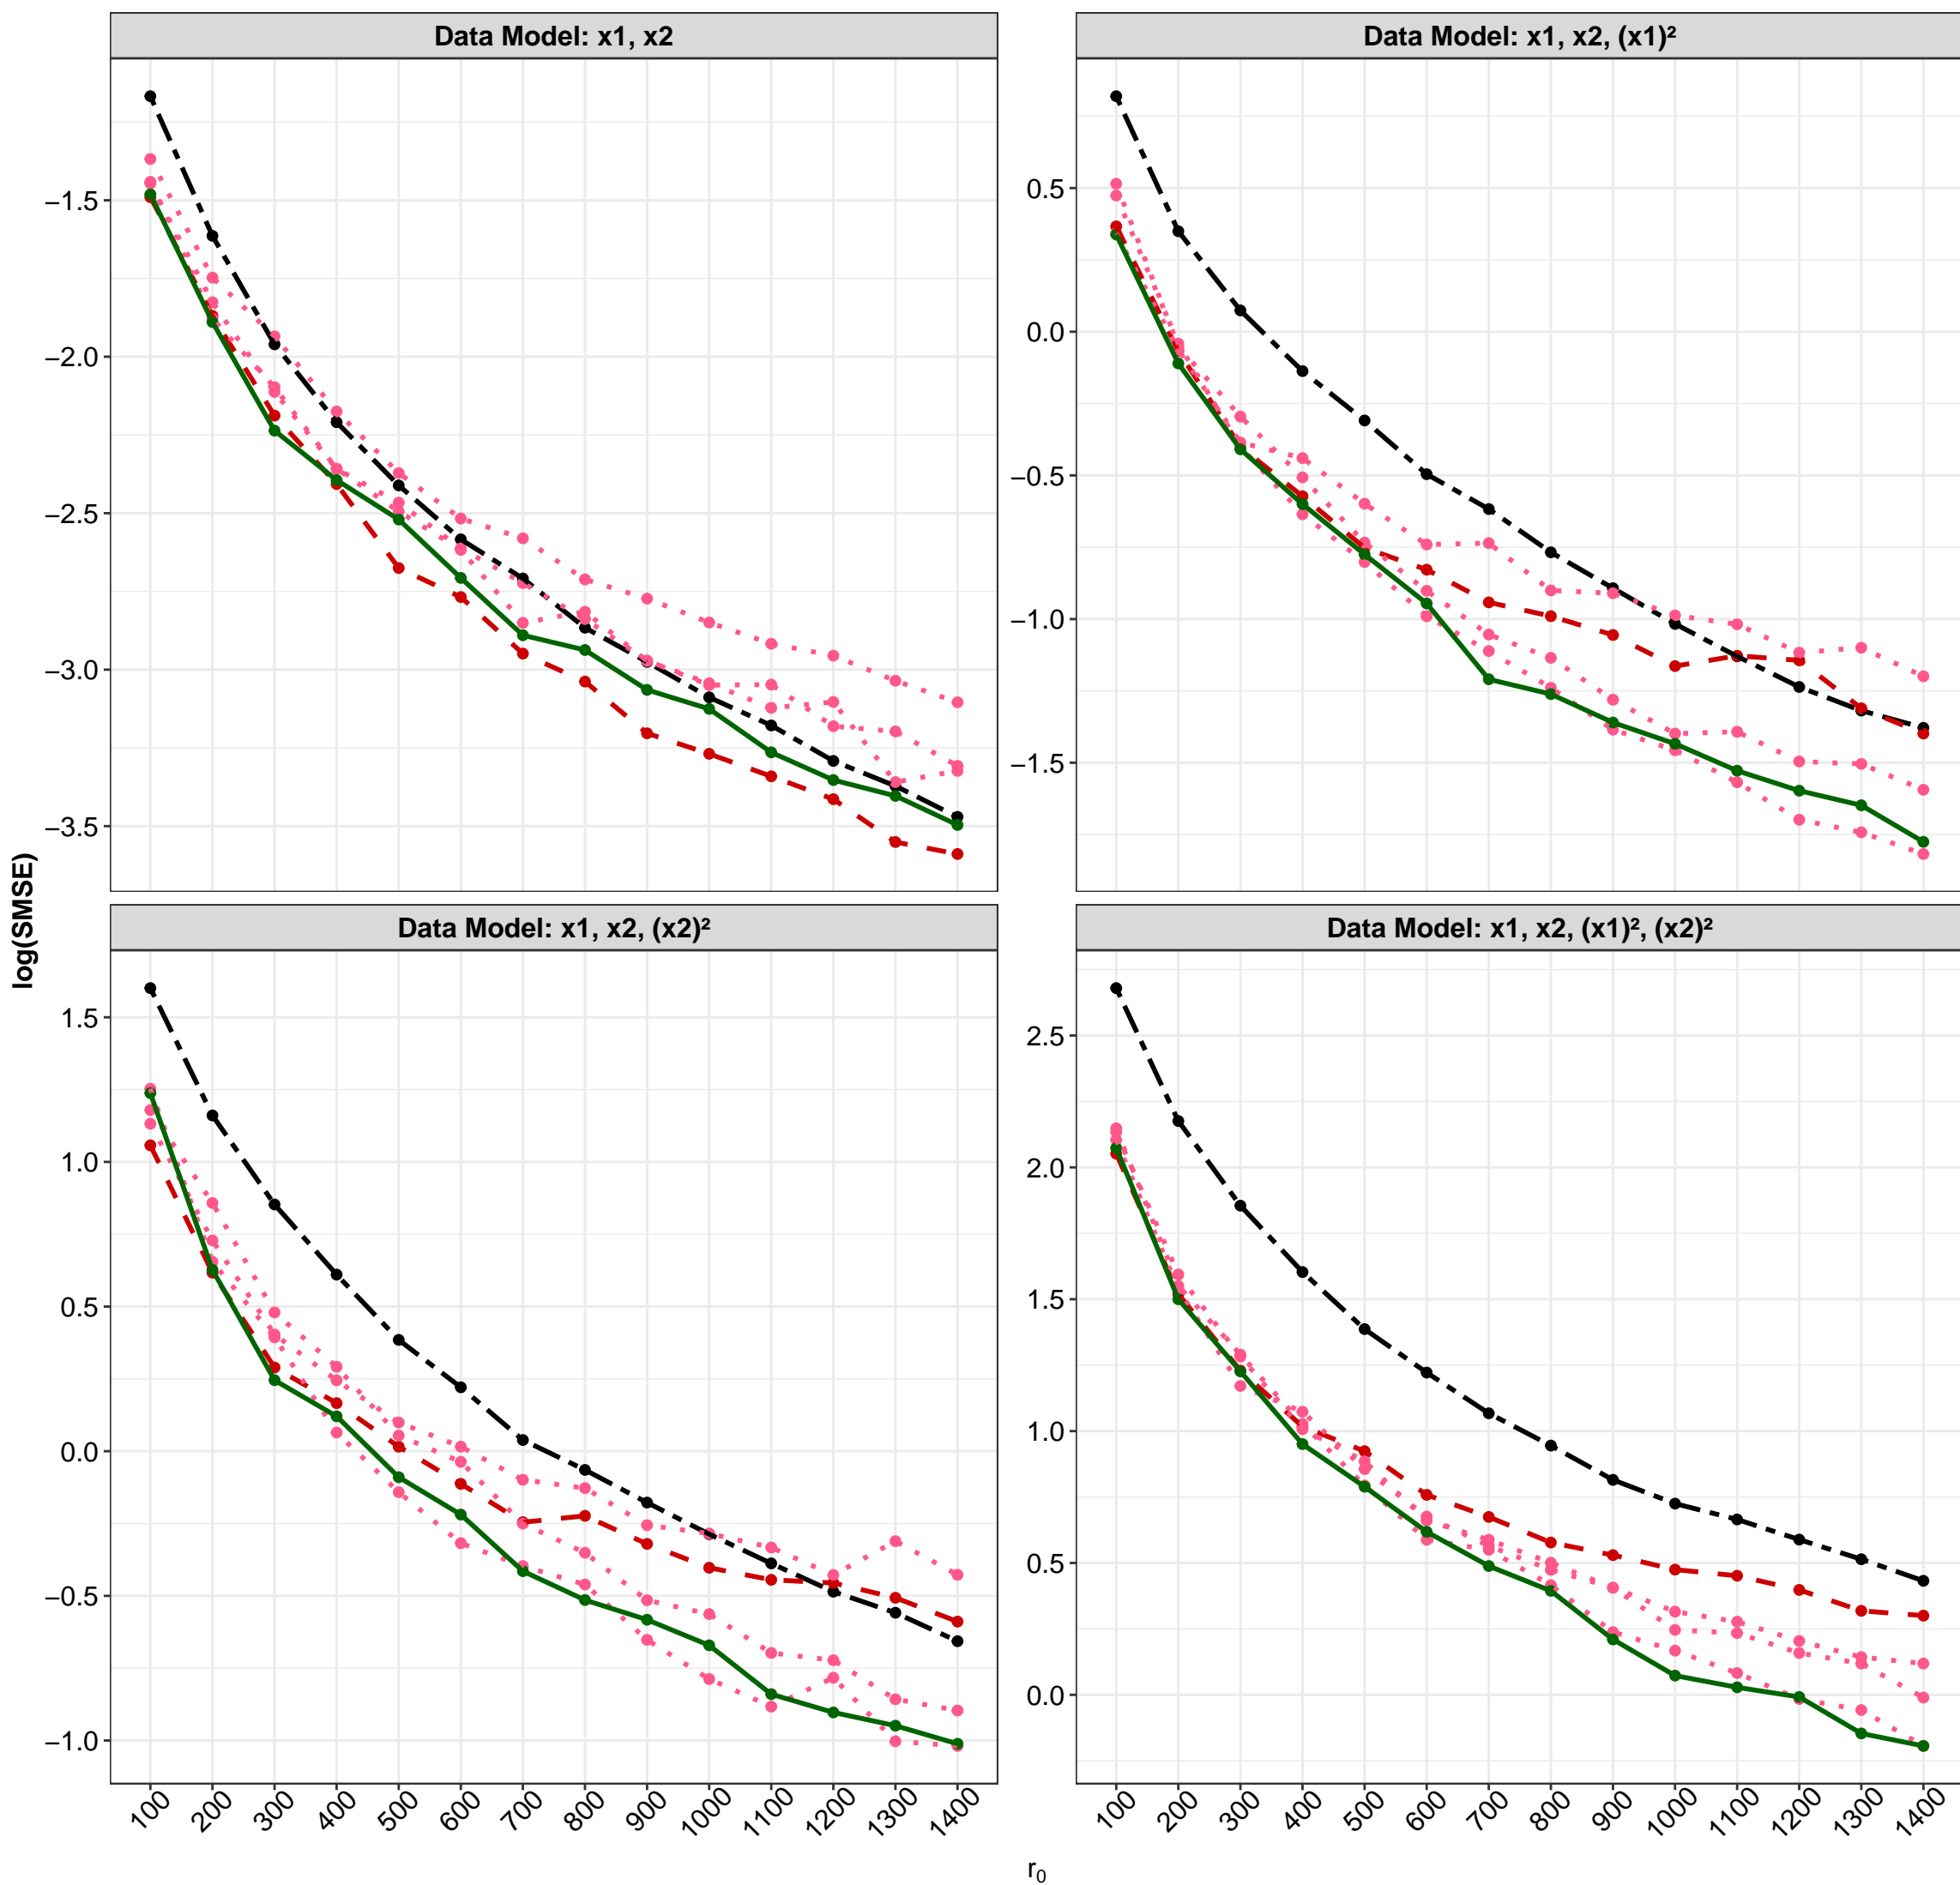 Data Model: x1, x2
Data Model: x1, x2, (x1)²
−1.5
−2.0
−2.5
−3.0
−3.5
0.5
0.0
−0.5
−1.0
−1.5
log(SMSE)
Data Model: x1, x2, (x2)²
Data Model: x1, x2, (x1)², (x2)²
1.5
1.0
0.5
0.0
−0.5
−1.0
2.5
2.0
1.5
1.0
0.5
0.0
100 200 300 400 500 600 700 800 900 1000 1100 1200 1300 1400
100 200 300 400 500 600 700 800 900 1000 1100 1200 1300 1400
r₀